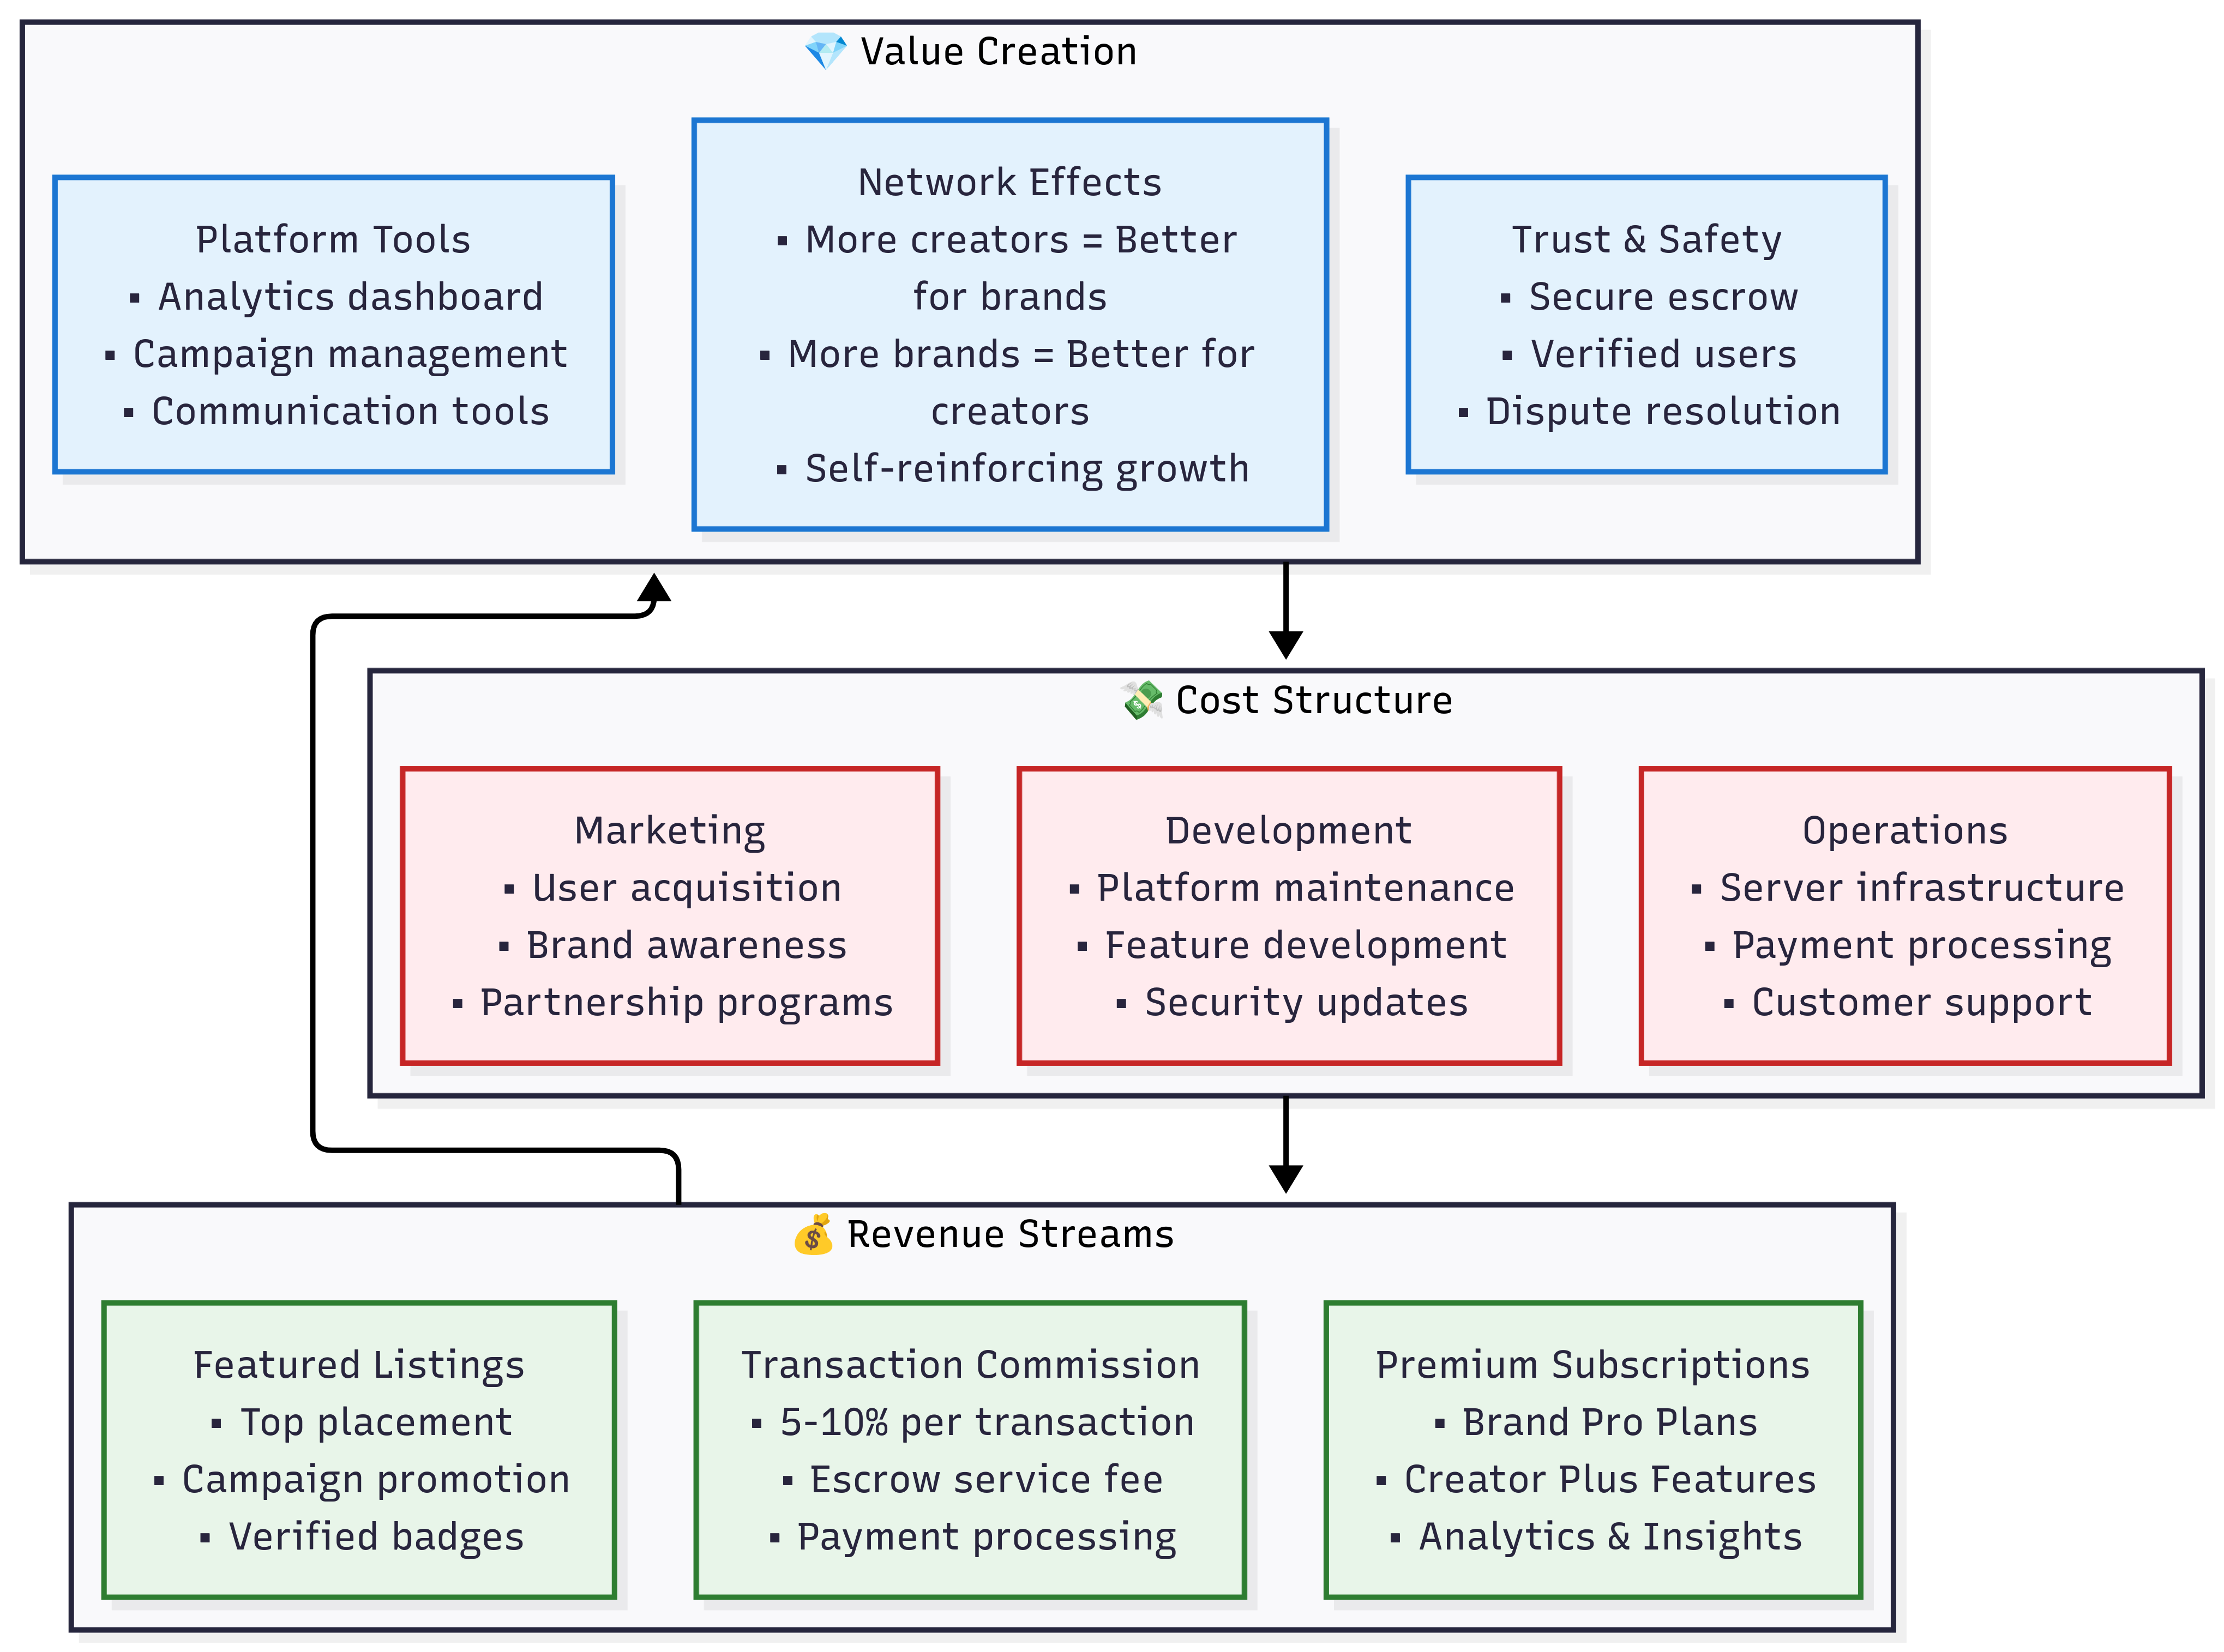 💎 Value Creation
Platform Tools
▪ Analytics dashboard
▪ Campaign management
▪ Communication tools
Network Effects
▪ More creators = Better
for brands
▪ More brands = Better for
creators
▪ Self-reinforcing growth
Trust & Safety
▪ Secure escrow
▪ Verified users
▪ Dispute resolution
💸 Cost Structure
Marketing
▪ User acquisition
▪ Brand awareness
▪ Partnership programs
Development
▪ Platform maintenance
▪ Feature development
▪ Security updates
Operations
▪ Server infrastructure
▪ Payment processing
▪ Customer support
💰 Revenue Streams
Featured Listings
▪ Top placement
▪ Campaign promotion
▪ Verified badges
Transaction Commission
▪ 5-10% per transaction
▪ Escrow service fee
▪ Payment processing
Premium Subscriptions
▪ Brand Pro Plans
▪ Creator Plus Features
▪ Analytics & Insights